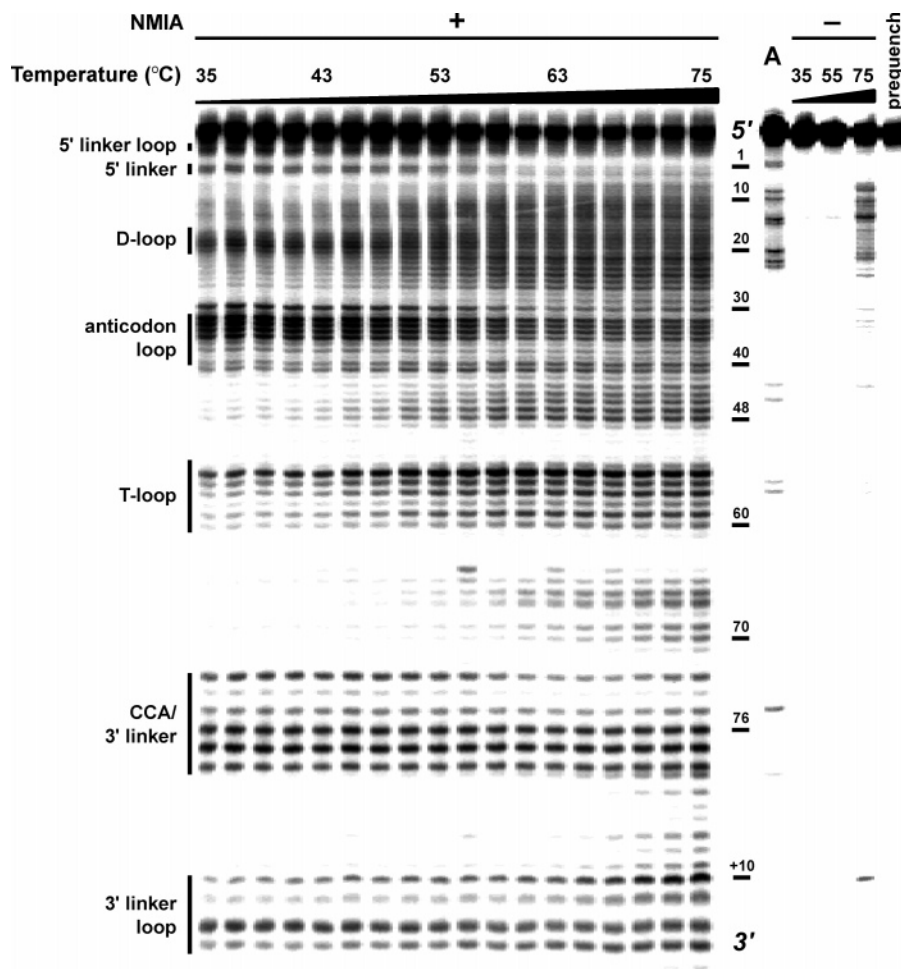 NMIA + −
prequench
Temperature (°C) 35 43 53 63 75 A 35 55 75
5′
5' linker loop
1
5' linker
10
D-loop
20
30
anticodon
loop
40
48
T-loop
60
70
CCA/
3' linker
76
+10
3' linker
loop
3′